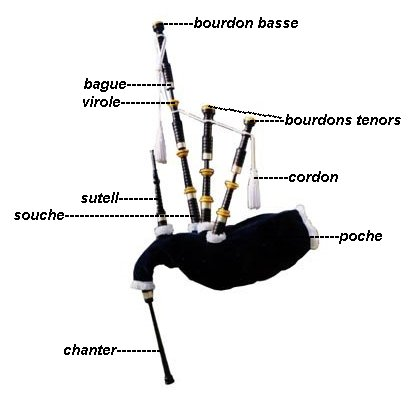 bourdon basse
bague
virole
bourdons tenors
cordon
sutell
souche
poche
chanter